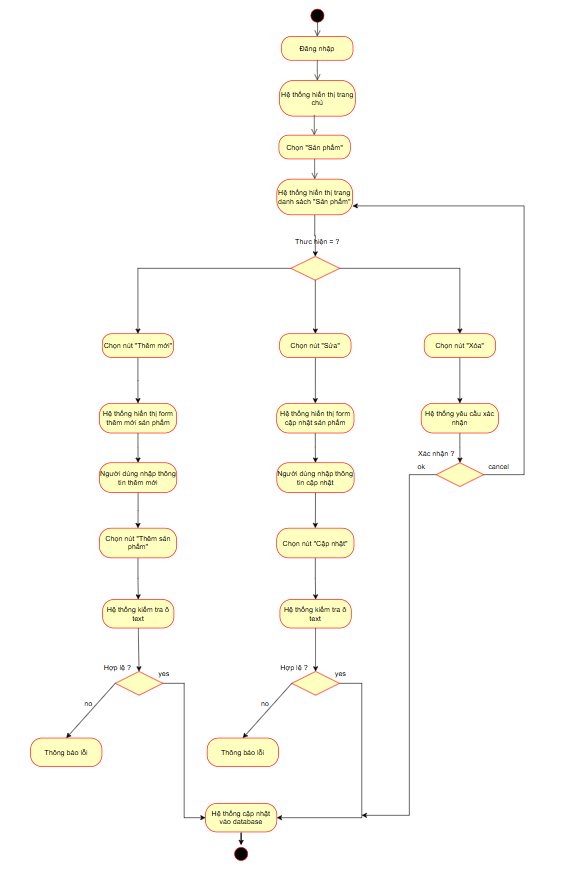 Đăng nhập
Hệ thống hiển thị trang
chủ
Chọn "Sản phẩm"
Hệ thống hiển thị trang
danh sách "Sản phẩm"
Thực hiện = ?
Chọn nút "Thêm mới"
Chọn nút "Sửa"
Chọn nút "Xóa"
Hệ thống hiển thị form
thêm mới sản phẩm
Hệ thống hiển thị form
cập nhật sản phẩm
Hệ thống yêu cầu xác
nhận
Xác nhận ?
ok
cancel
Người dùng nhập thông
tin thêm mới
Người dùng nhập thông
tin cập nhật
Chọn nút "Thêm sản
phẩm"
Chọn nút "Cập nhật"
Hệ thống kiểm tra ô
text
Hệ thống kiểm tra ô
text
Hợp lệ ?
yes
no
Hợp lệ ?
yes
no
Thông báo lỗi
Thông báo lỗi
Hệ thống cập nhật
vào database